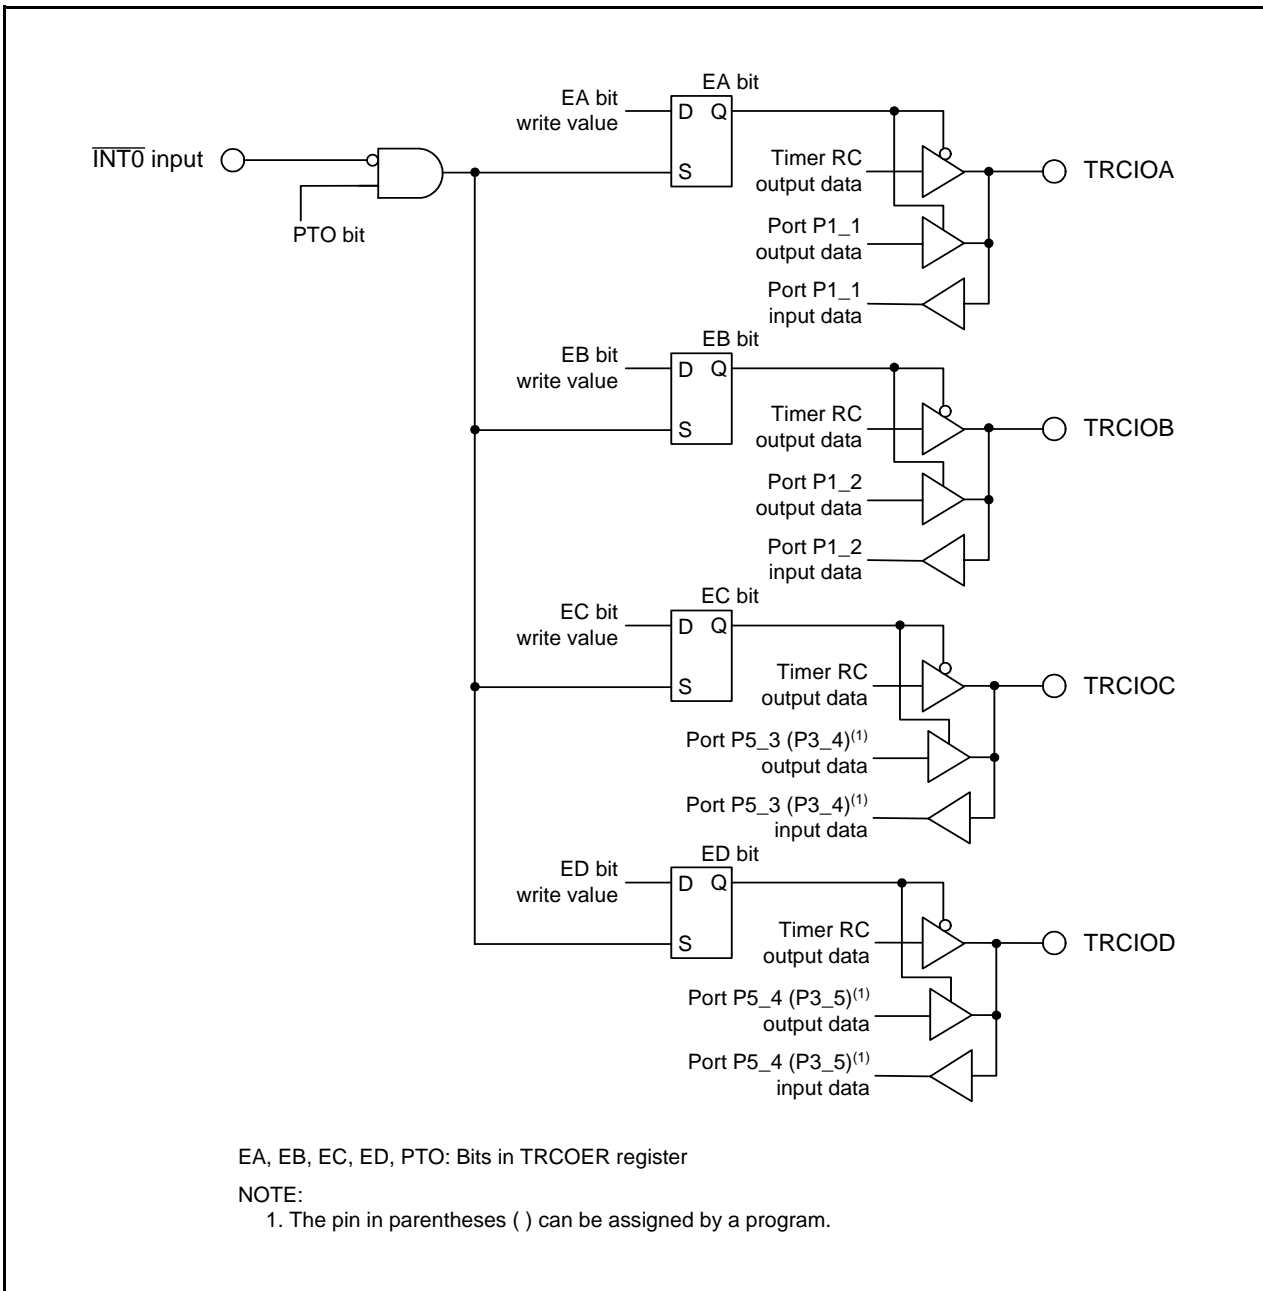 EA bit
EA bit
write value
D Q
S
INT0 input
PTO bit
Timer RC
output data
TRCIOA
Port P1_1
output data
Port P1_1
input data
EB bit
EB bit
write value
D Q
S
Timer RC
output data
TRCIOB
Port P1_2
output data
Port P1_2
input data
EC bit
EC bit
write value
D Q
S
Timer RC
output data
TRCIOC
Port P5_3 (P3_4)(1)
output data
Port P5_3 (P3_4)(1)
input data
ED bit
ED bit
write value
D Q
S
Timer RC
output data
TRCIOD
Port P5_4 (P3_5)(1)
output data
Port P5_4 (P3_5)(1)
input data
EA, EB, EC, ED, PTO: Bits in TRCOER register
NOTE:
1. The pin in parentheses ( ) can be assigned by a program.